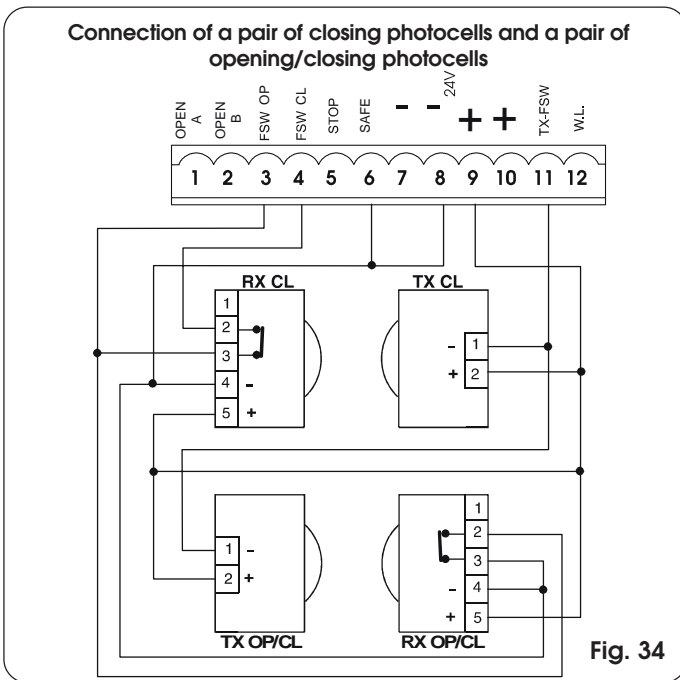 Connection of a pair of closing photocells and a pair of
opening/closing photocells
OPEN A
OPEN B
FSW OP
FSW CL
STOP
SAFE
-
-
24V
+
+
TX-FSW
W.L.
1 2 3 4 5 6 7 8 9 10 11 12
RX CL
1
2
3
4 -
5 +
TX CL
- 1
+ 2
1 -
2 +
TX OP/CL
1
2
3
- 4
+ 5
RX OP/CL
Fig. 34